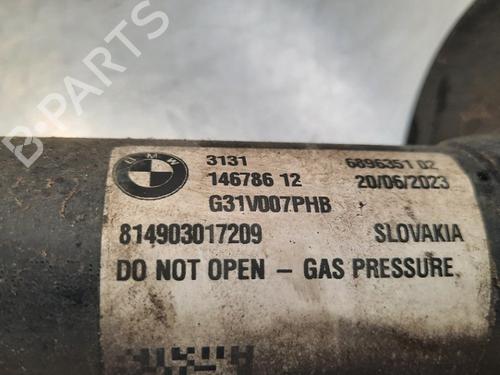 B-PARTS
BMW
3131 6896351 02
146786 12 20/06/2023
G31V007PHB
814903017209 SLOVAKIA
DO NOT OPEN - GAS PRESSURE.